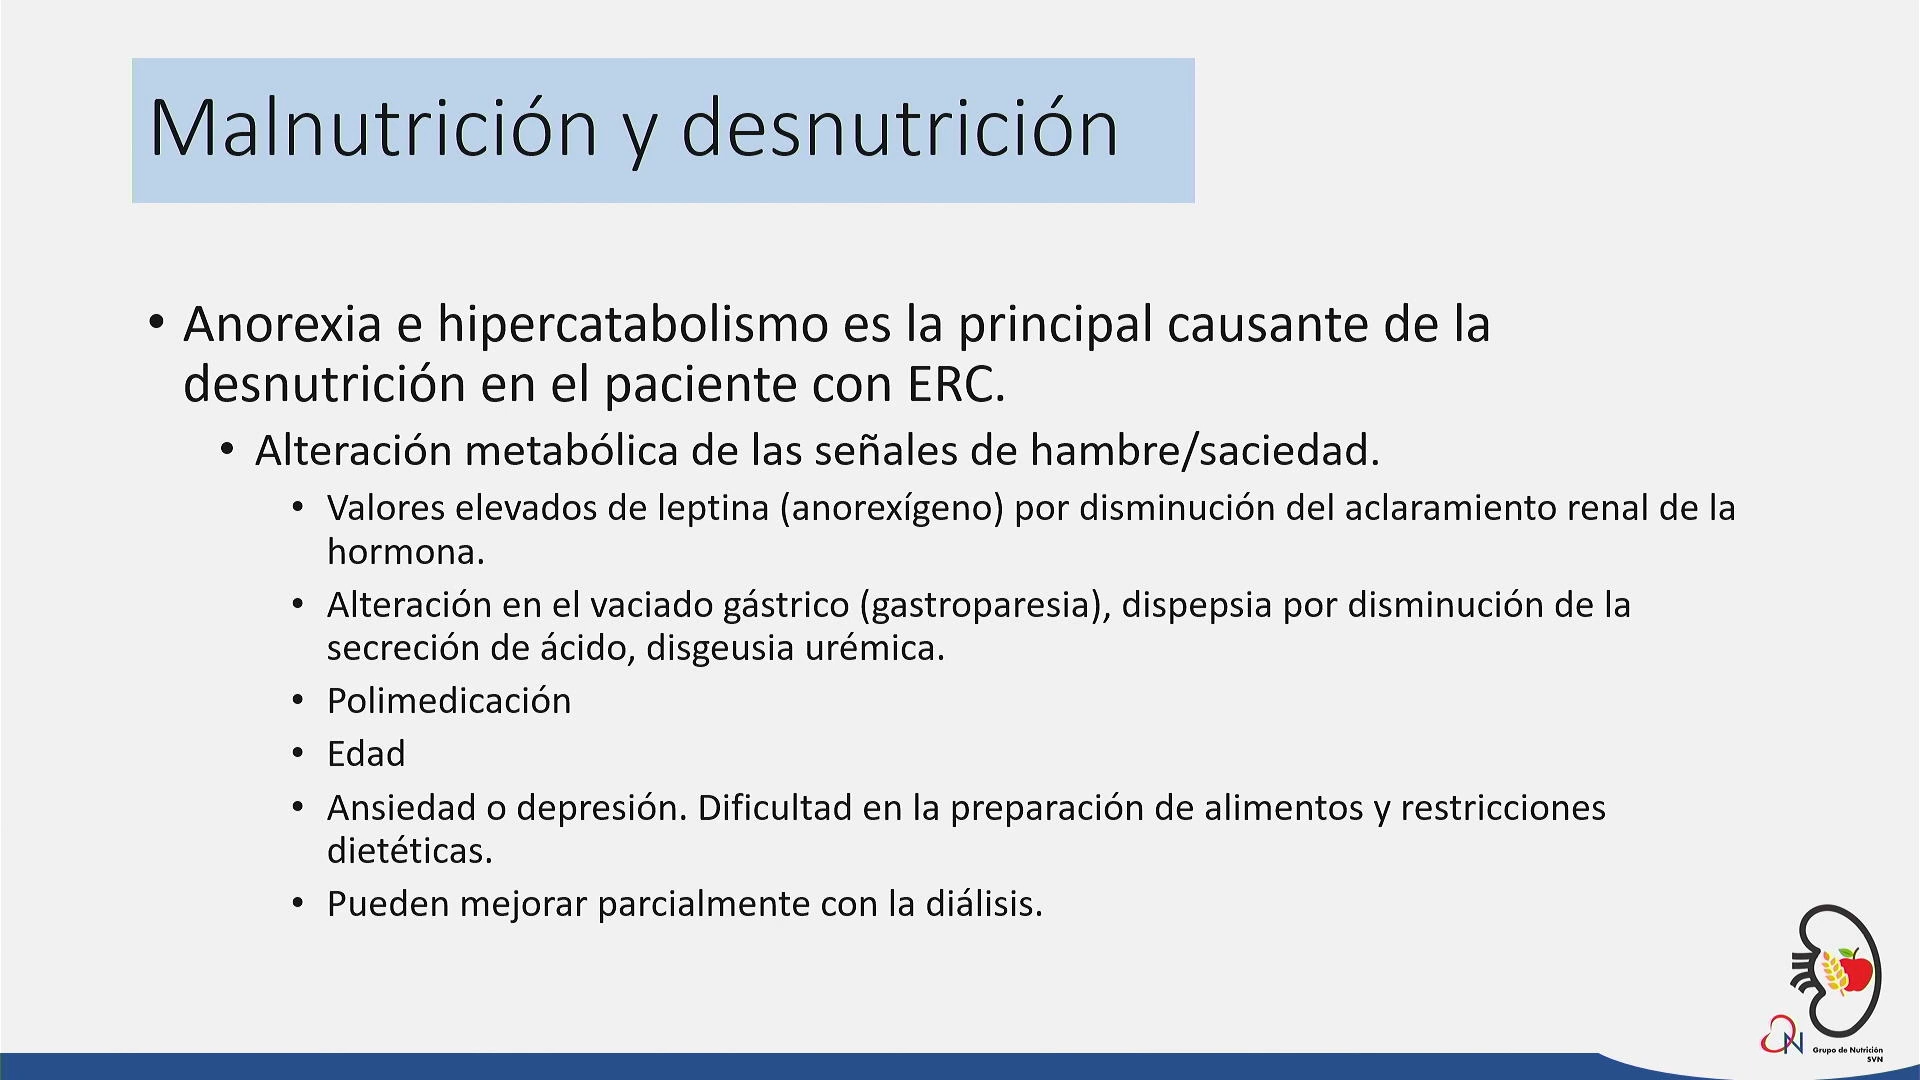 Malnutrición y desnutrición
• Anorexia e hipercatabolismo es la principal causante de la
desnutrición en el paciente con ERC.
• Alteración metabólica de las señales de hambre/saciedad.
• Valores elevados de leptina (anorexígeno) por disminución del aclaramiento renal de la
hormona.
• Alteración en el vaciado gástrico (gastroparesia), dispepsia por disminución de la
secreción de ácido, disgeusia urémica.
• Polimedicación
• Edad
• Ansiedad o depresión. Dificultad en la preparación de alimentos y restricciones
dietéticas.
• Pueden mejorar parcialmente con la diálisis.
N
Grupo de Nutrición
SVN